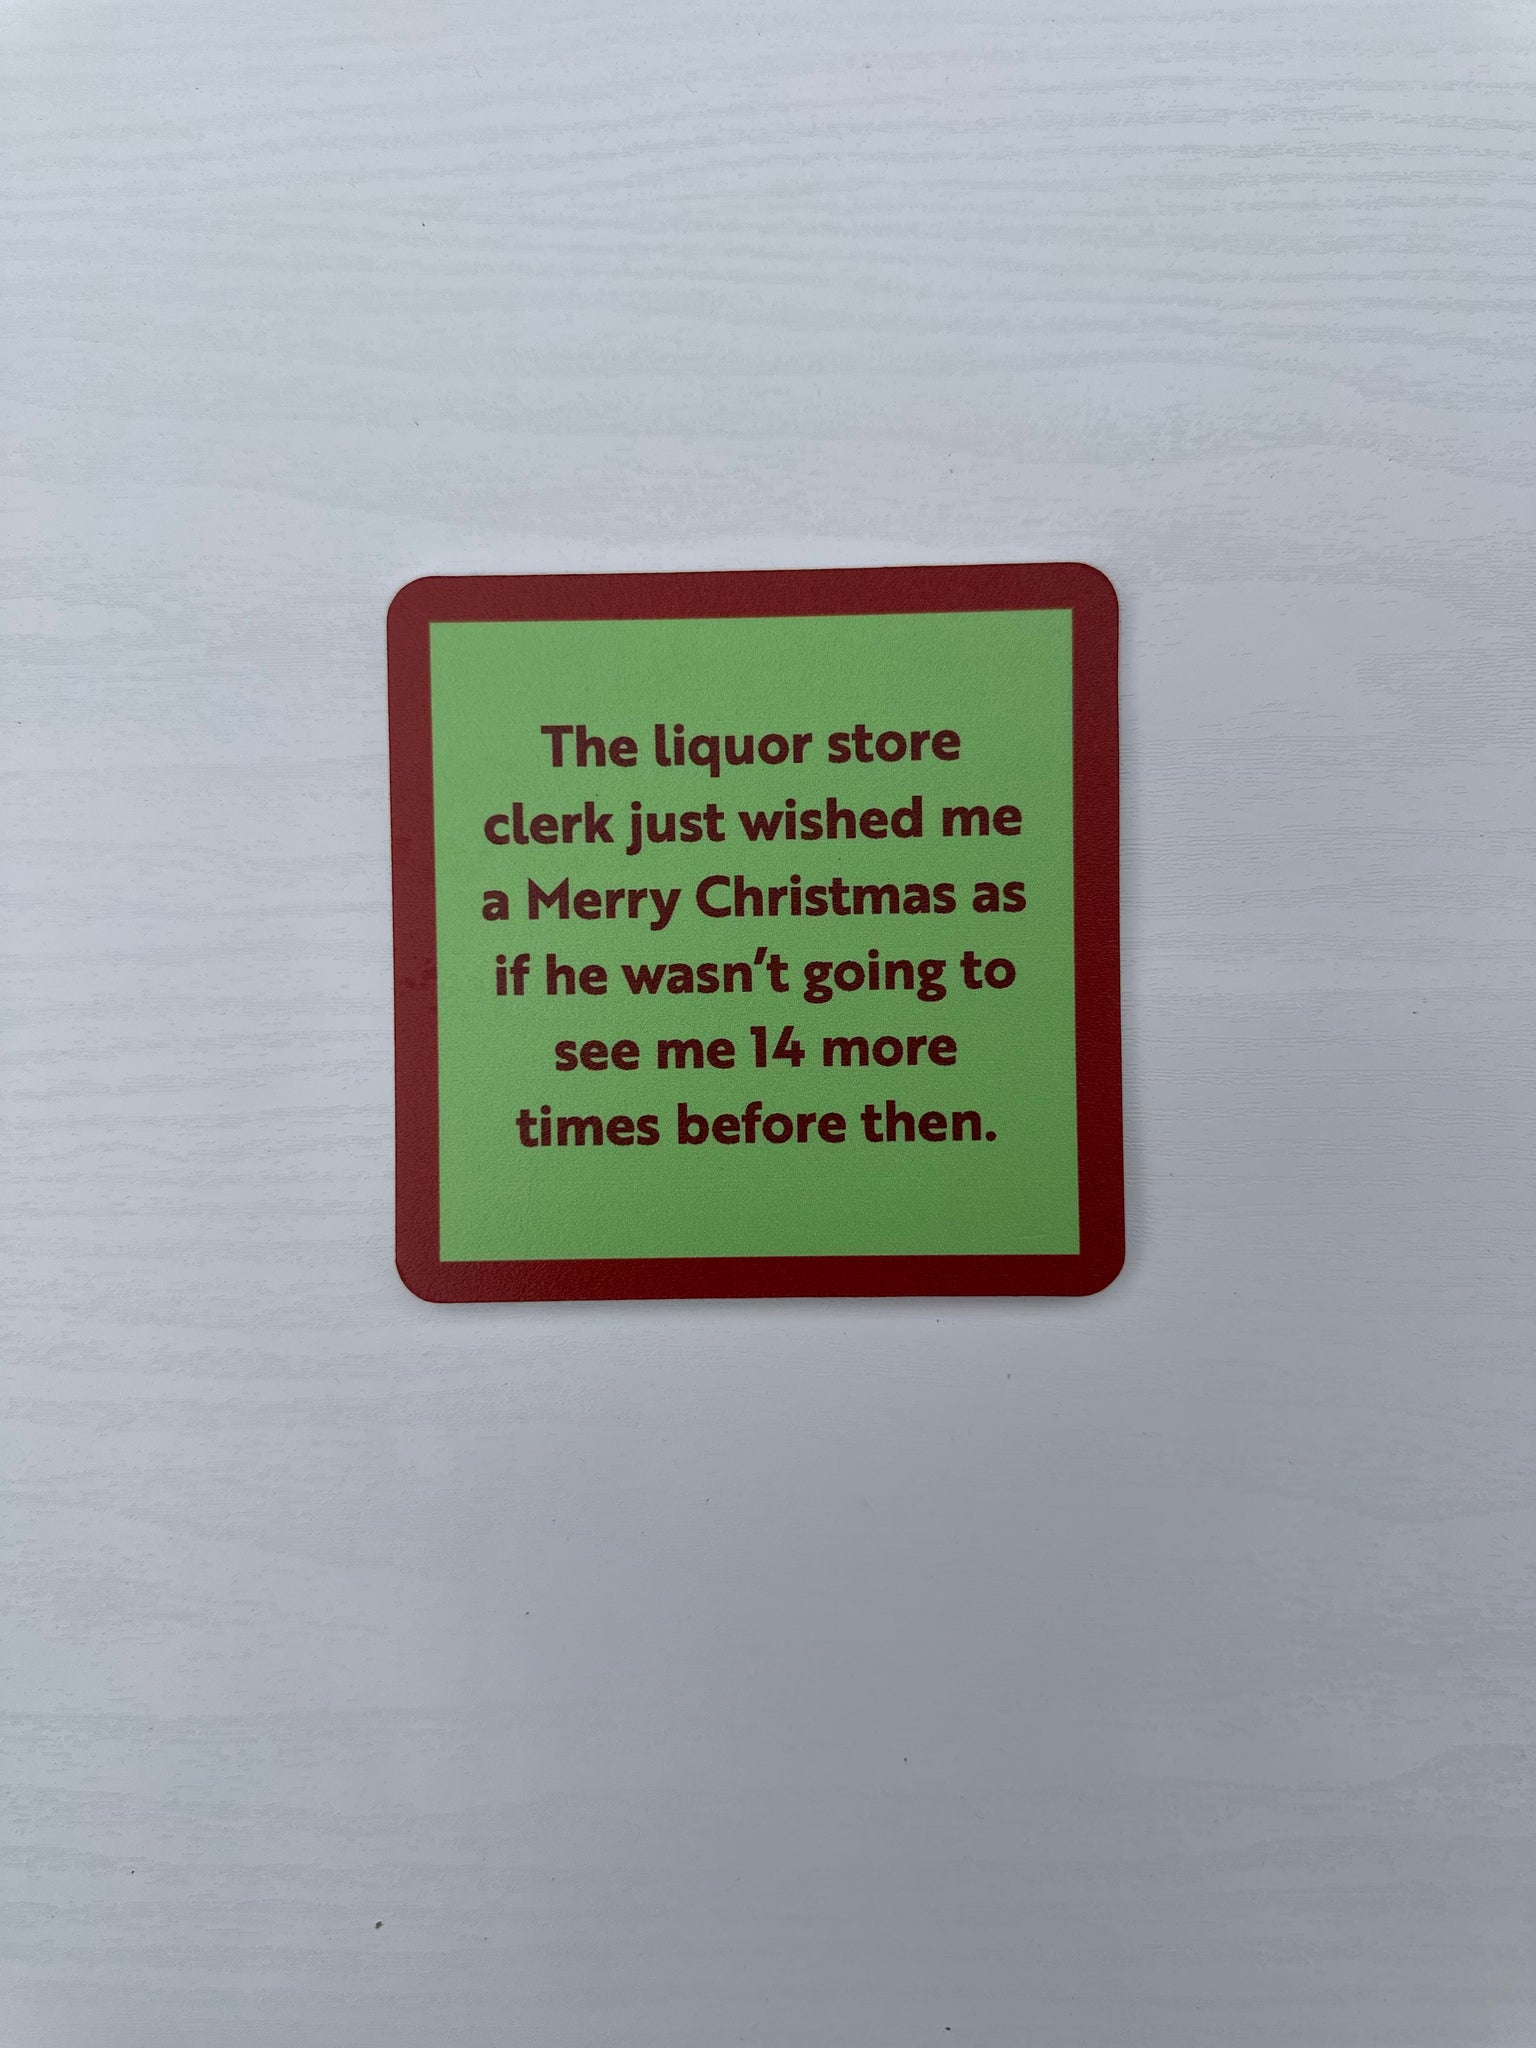 The liquor store
clerk just wished me
a Merry Christmas as
if he wasn’t going to
see me 14 more
times before then.